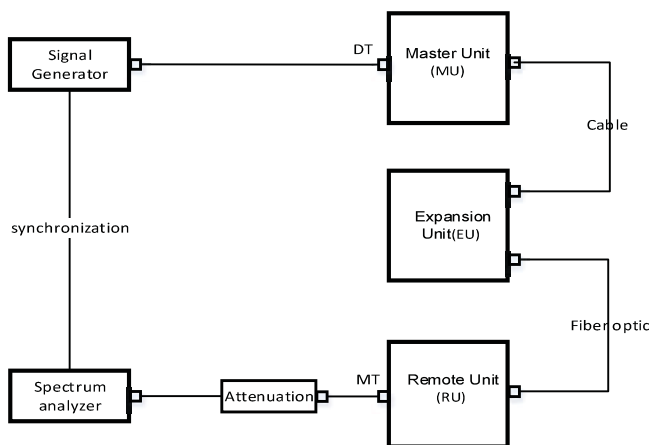 Signal
Generator
DT
Master Unit
(MU)
Cable
Expansion
Unit(EU)
synchronization
Fiber optic
Spectrum
analyzer
Attenuation
MT
Remote Unit
(RU)